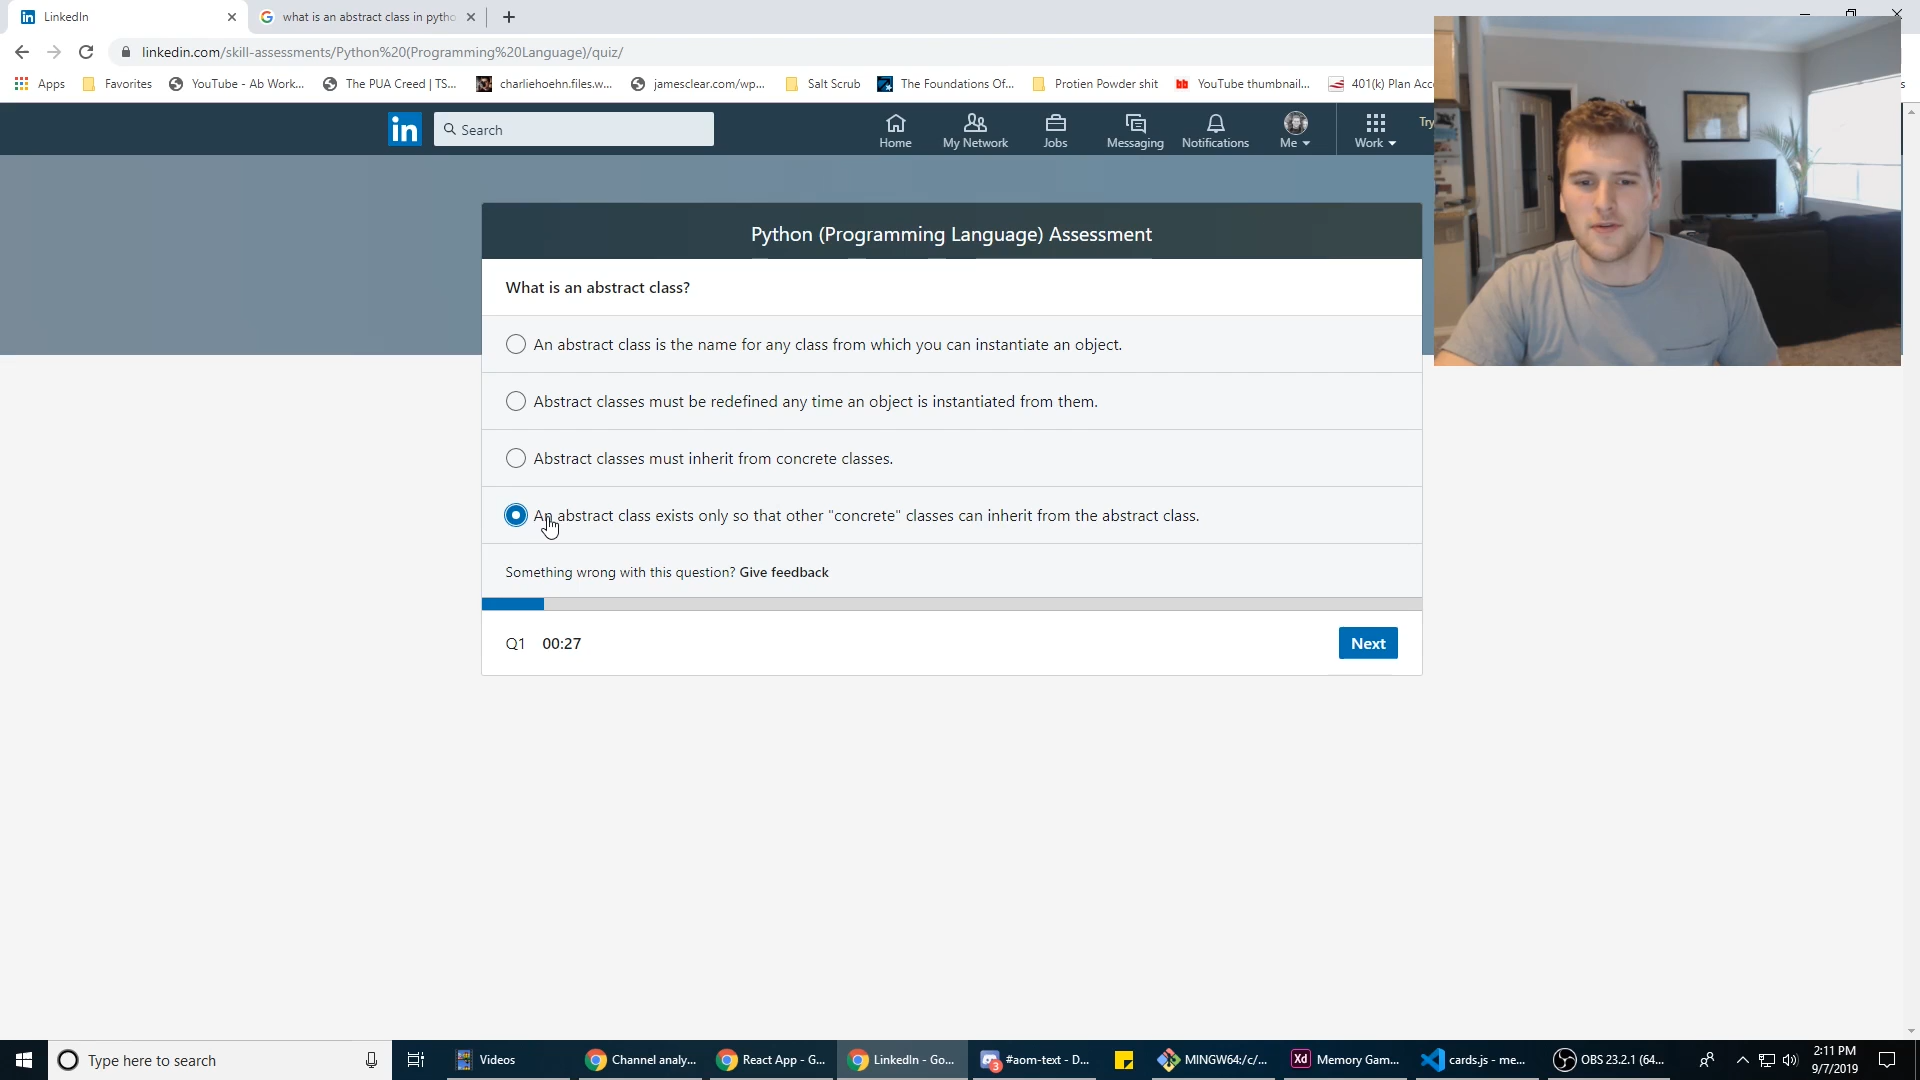 LinkedIn
what is an abstract class in pytho
linkedin.com/skill-assessments/Python%20(Programming%20Language)/quiz/
Apps
Favorites
YouTube - Ab Work...
The PUA Creed | TS...
charliehoehn.files.w...
jamesclear.com/wp...
Salt Scrub
The Foundations Of...
Protien Powder shit
YouTube thumbnail...
401(k) Plan Acc
s
in
Search
Home
My Network
Jobs
Messaging
Notifications
Me
Work
Try
Python (Programming Language) Assessment
What is an abstract class?
An abstract class is the name for any class from which you can instantiate an object.
Abstract classes must be redefined any time an object is instantiated from them.
Abstract classes must inherit from concrete classes.
An abstract class exists only so that other "concrete" classes can inherit from the abstract class.
Something wrong with this question? Give feedback
Q1 00:27
Next
Type here to search
Videos
Channel analy...
React App - G...
LinkedIn - Go...
3
#aom-text - D...
MINGW64:/c/...
Xd
Memory Gam...
cards.js - me...
OBS 23.2.1 (64...
2:11 PM
9/7/2019